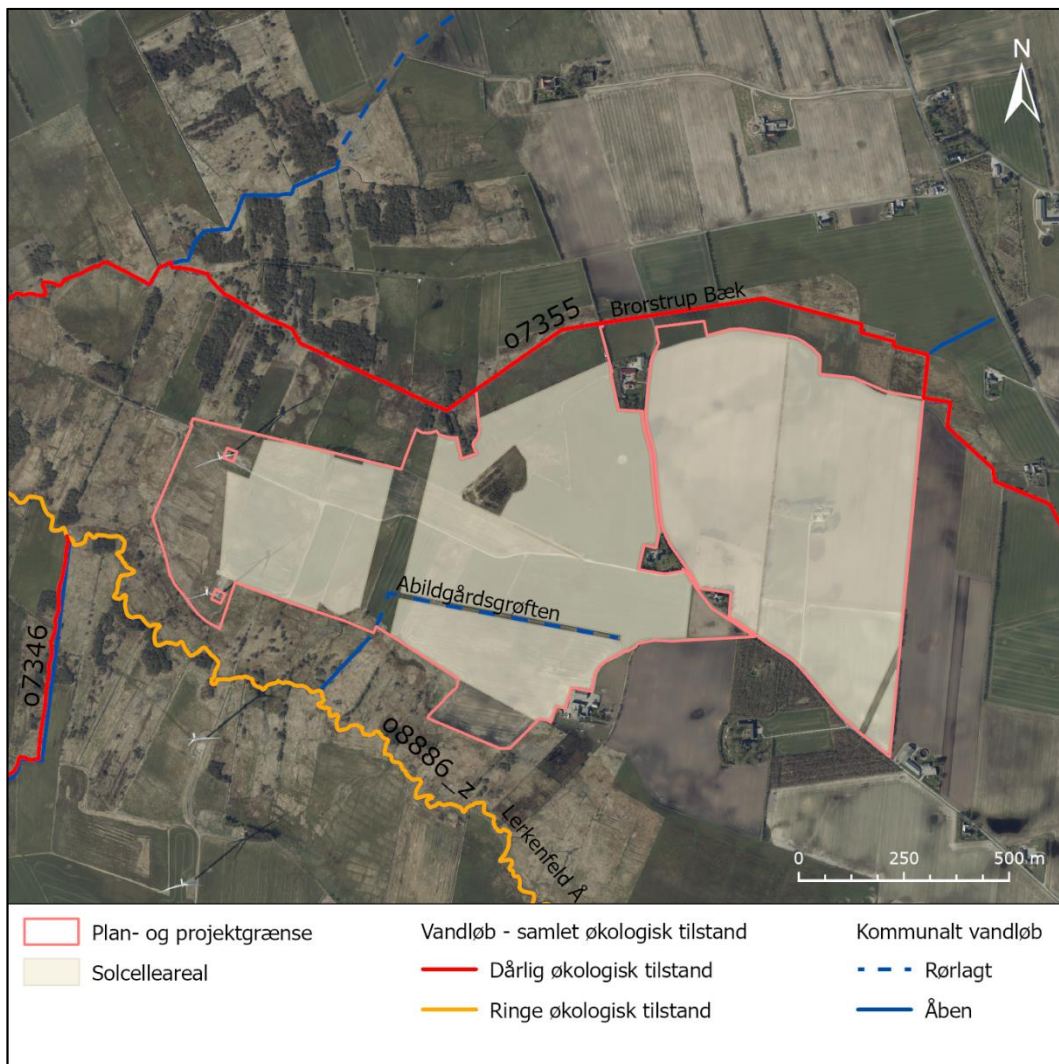 N
o7355
Brorstrup Bæk
Abildgårdsgrøften
o7346
o8886_z
Lerkenfeld Å
0 250 500 m
Plan- og projektgrænse
Solcelleareal
Vandløb - samlet økologisk tilstand
Dårlig økologisk tilstand
Ringe økologisk tilstand
Kommunalt vandløb
Rørlagt
Åben